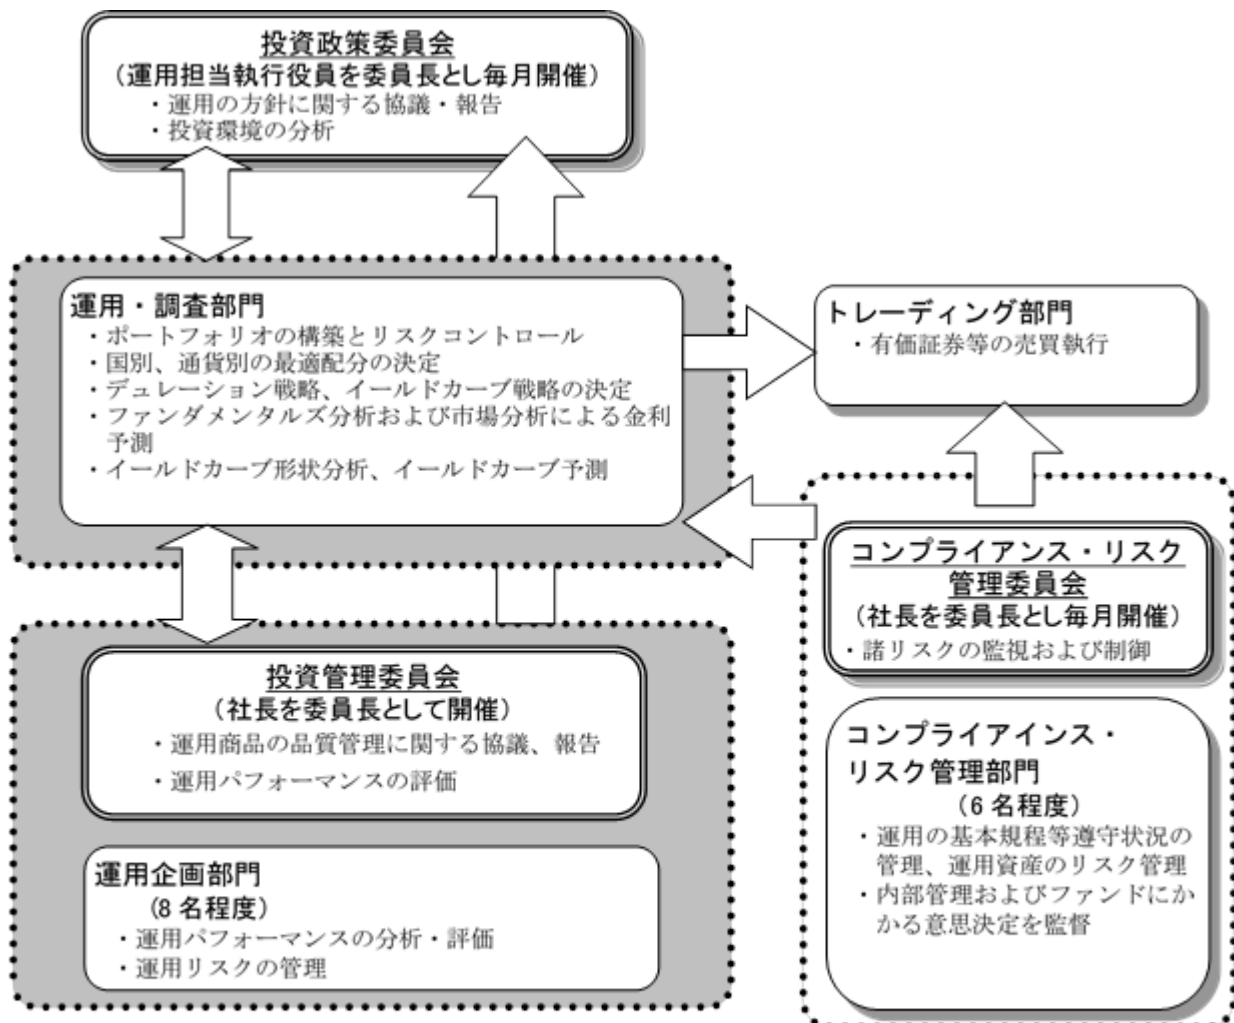 投資政策委員会
(運用担当執行役員を委員長とし毎月開催)
・運用の方針に関する協議・報告
・投資環境の分析
運用・調査部門
・ポートフォリオの構築とリスクコントロール
・国別、通貨別の最適配分の決定
・デュレーション戦略、イールドカーブ戦略の決定
・ファンダメンタルズ分析および市場分析による金利
予測
・イールドカーブ形状分析、イールドカーブ予測
トレーディング部門
・有価証券等の売買執行
コンプライアンス・リスク
管理委員会
(社長を委員長とし毎月開催)
・諸リスクの監視および制御
投資管理委員会
(社長を委員長として開催)
・運用商品の品質管理に関する協議、報告
・運用パフォーマンスの評価
運用企画部門
(8 名程度)
・運用パフォーマンスの分析・評価
・運用リスクの管理
コンプライアインス・
リスク管理部門
(6 名程度)
・運用の基本規程等遵守状況の
管理、運用資産のリスク管理
・内部管理およびファンドにか
かる意思決定を監督